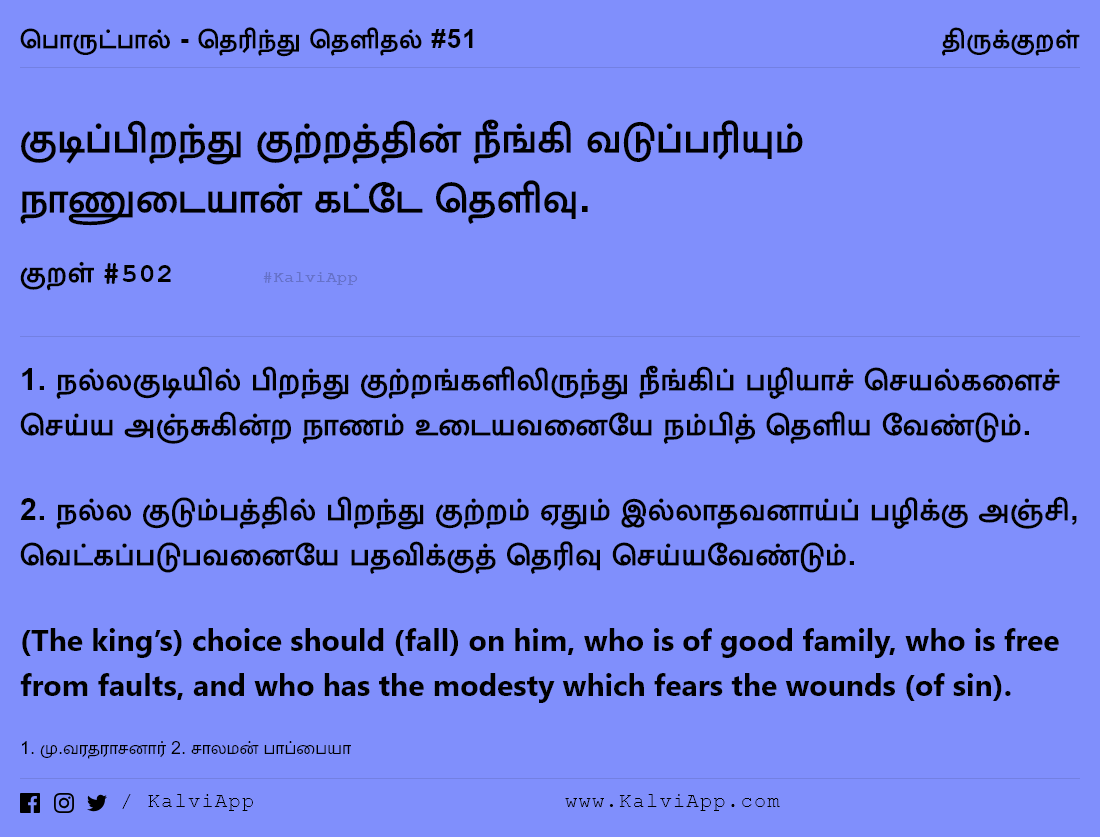 பொருட்பால் - தெரிந்து தெளிதல் #51
திருக்குறள்
குடிப்பிறந்து குற்றத்தின் நீங்கி வடுப்பரியும்
நாணுடையான் கட்டே தெளிவு.
குறள் #502
#KalviApp
1. நல்லகுடியில் பிறந்து குற்றங்களிலிருந்து நீங்கிப் பழியாச் செயல்களைச்
செய்ய அஞ்சுகின்ற நாணம் உடையவனையே நம்பித் தெளிய வேண்டும்.
2. நல்ல குடும்பத்தில் பிறந்து குற்றம் ஏதும் இல்லாதவனாய்ப் பழிக்கு அஞ்சி,
வெட்கப்படுபவனையே பதவிக்குத் தெரிவு செய்யவேண்டும்.
(The king’s) choice should (fall) on him, who is of good family, who is free
from faults, and who has the modesty which fears the wounds (of sin).
1. மு.வரதராசனார் 2. சாலமன் பாப்பையா
/ KalviApp
www.KalviApp.com